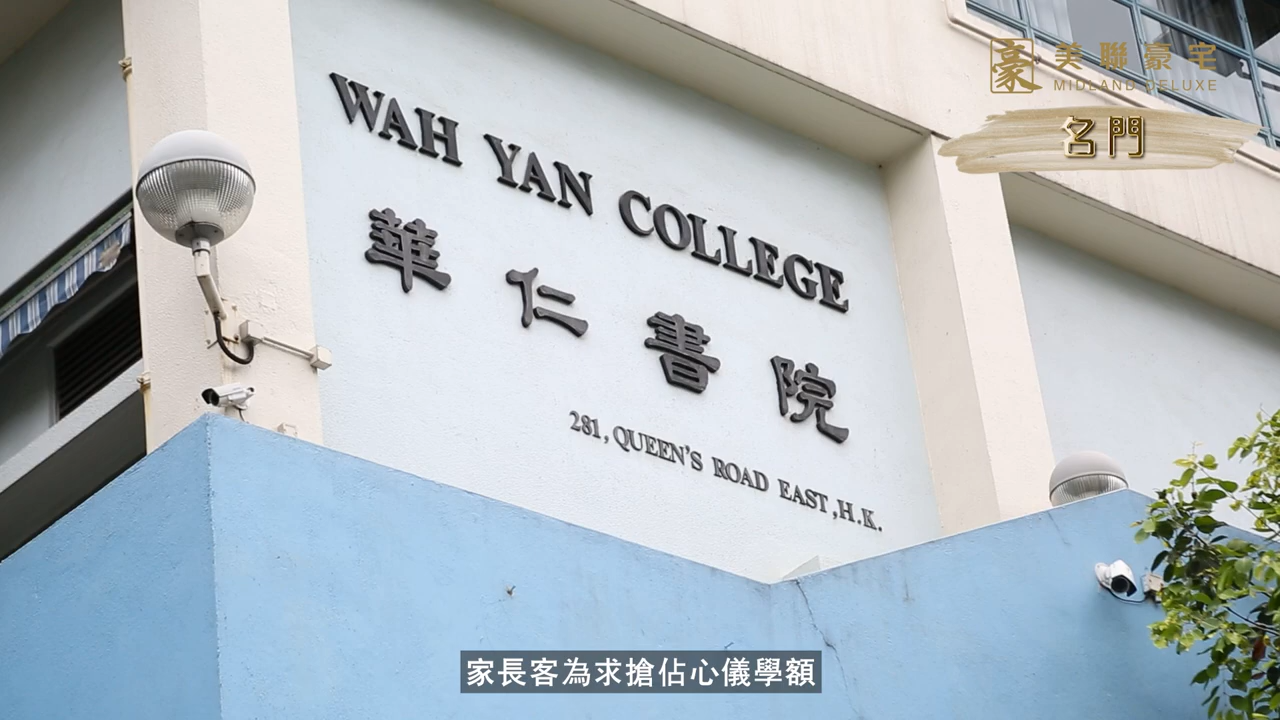 WAH YAN COLLEGE
華仁書院
281, QUEEN'S ROAD EAST, H.K.
豪
美聯豪宅
MIDLAND DELUXE
名門
家長客為求搶佔心儀學額